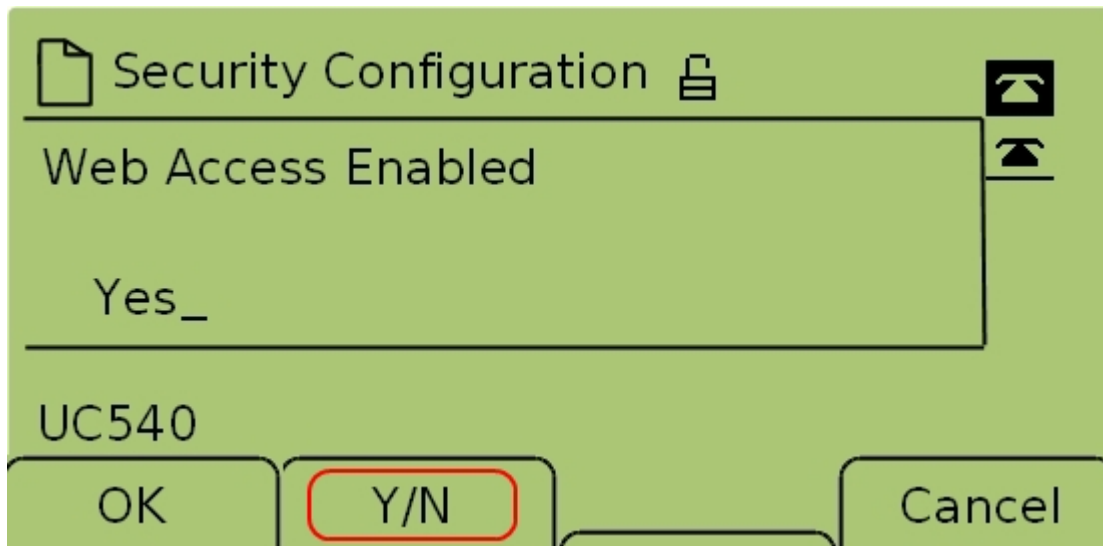 Security Configuration
Web Access Enabled
Yes_
UC540
OK Y/N Cancel